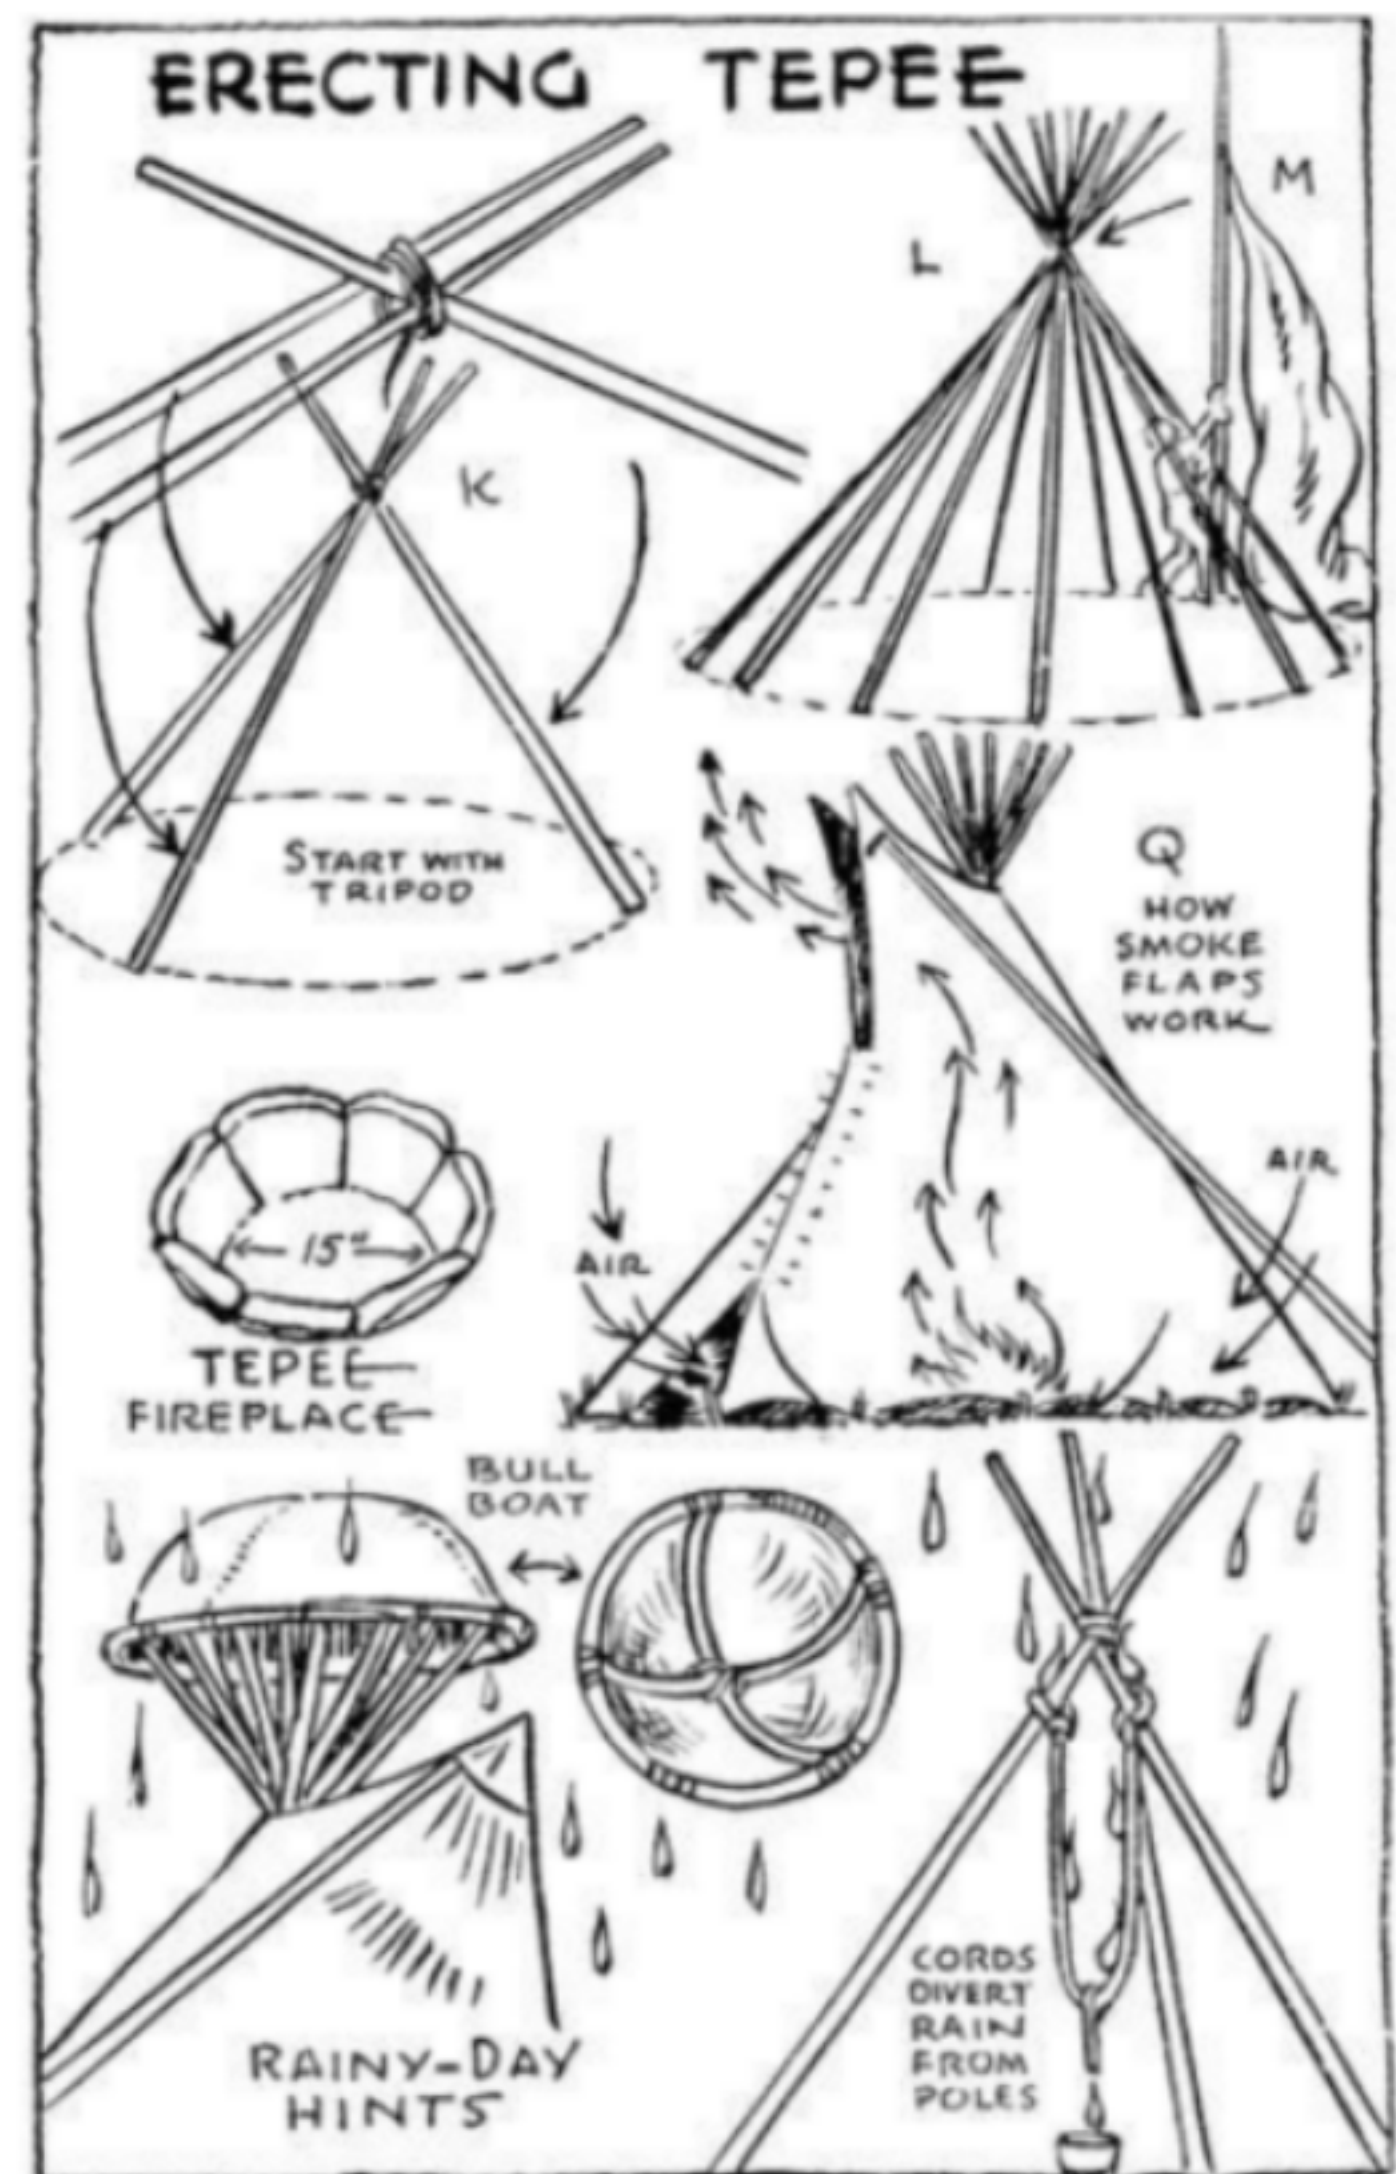 ERECTING TEPEE
M
L
K
START WITH
TRIPOD
Q
HOW
SMOKE
FLAPS
WORK
AIR
AIR
15"
TEPEE
FIREPLACE
BULL
BOAT
CORDS
DIVERT
RAIN
FROM
POLES
RAINY-DAY
HINTS